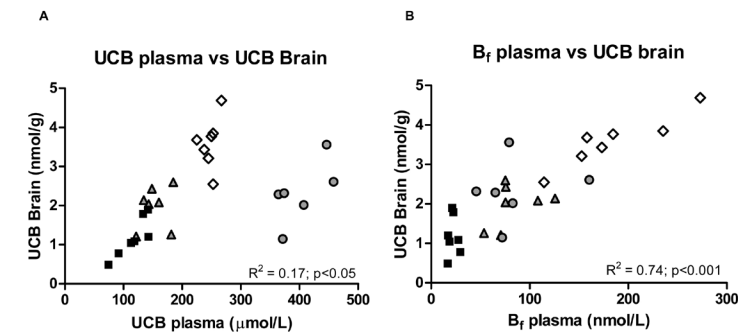 A
UCB plasma vs UCB Brain
UCB Brain (nmol/g)
5
4
3
2
1
0
0 100 200 300 400 500
R² = 0.17; p<0.05
UCB plasma (μmol/L)
B
Bf plasma vs UCB brain
UCB Brain (nmol/g)
5
4
3
2
1
0
0 100 200 300
R² = 0.74; p<0.001
Bf plasma (nmol/L)